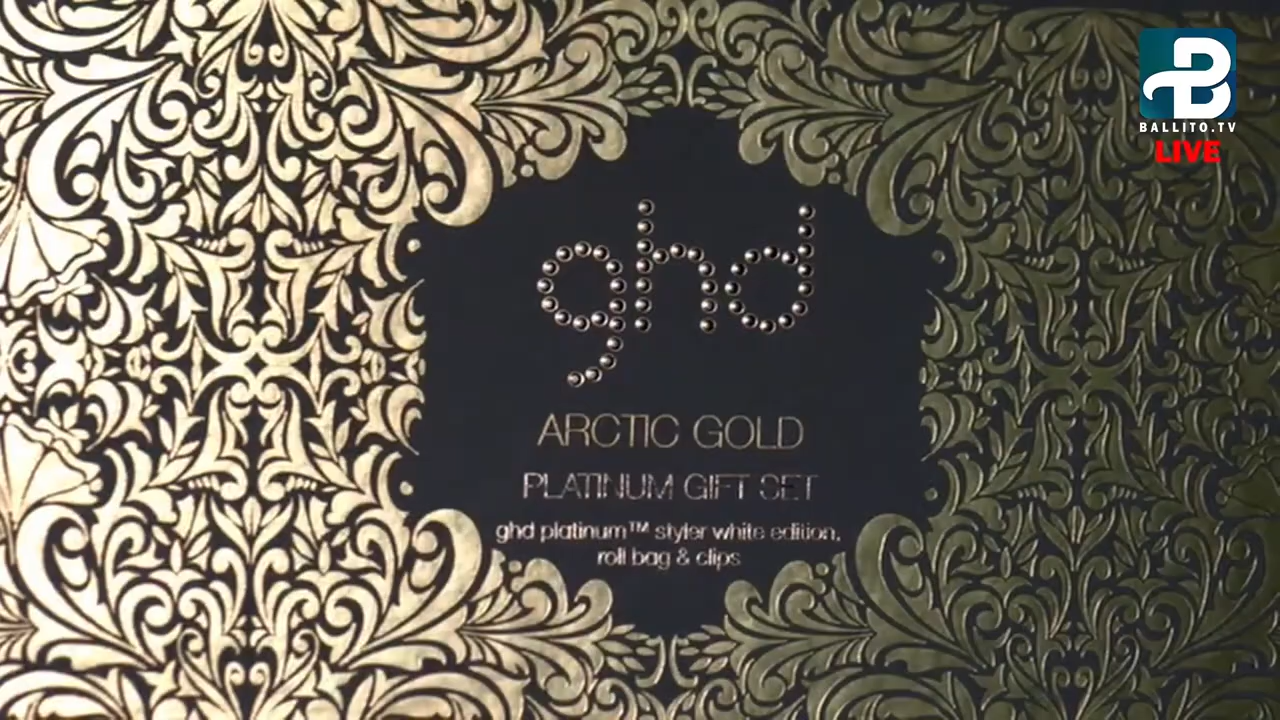 BALLITO.TV
LIVE
ghd
ARCTIC GOLD
PLATINUM GIFT SET
ghd platinum™ styler white edition,
roll bag & clips